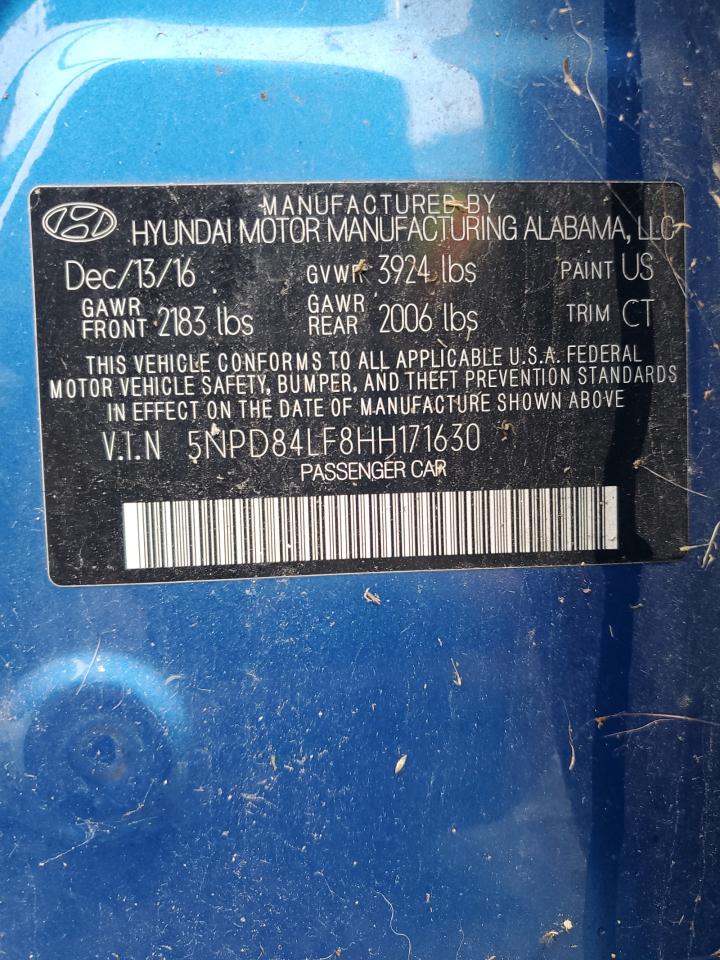 MANUFACTURED BY
HYUNDAI MOTOR MANUFACTURING ALABAMA, LLC
Dec/13/16 GVWR 3924 lbs PAINT US
GAWR FRONT 2183 lbs GAWR REAR 2006 lbs TRIM CT
THIS VEHICLE CONFORMS TO ALL APPLICABLE U.S.A. FEDERAL
MOTOR VEHICLE SAFETY, BUMPER, AND THEFT PREVENTION STANDARDS
IN EFFECT ON THE DATE OF MANUFACTURE SHOWN ABOVE
V.I.N 5NPD84LF8HH171630
PASSENGER CAR